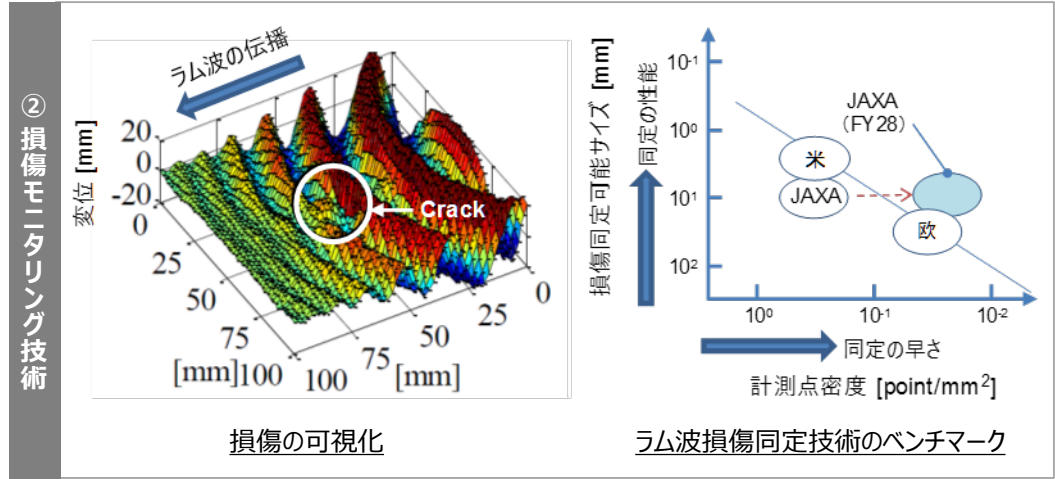 ②損傷モニタリング技術
ラム波の伝播
変位 [mm]
20
0
-20
0
25
50
75
100
[mm]
Crack
0
25
50
75
100
[mm]
損傷の可視化
損傷同定可能サイズ [mm]
同定の性能
10-1
10⁰
10¹
10²
JAXA
（FY28）
米
JAXA
欧
10⁰
10-1
10-2
同定の早さ
計測点密度 [point/mm²]
ラム波損傷同定技術のベンチマーク